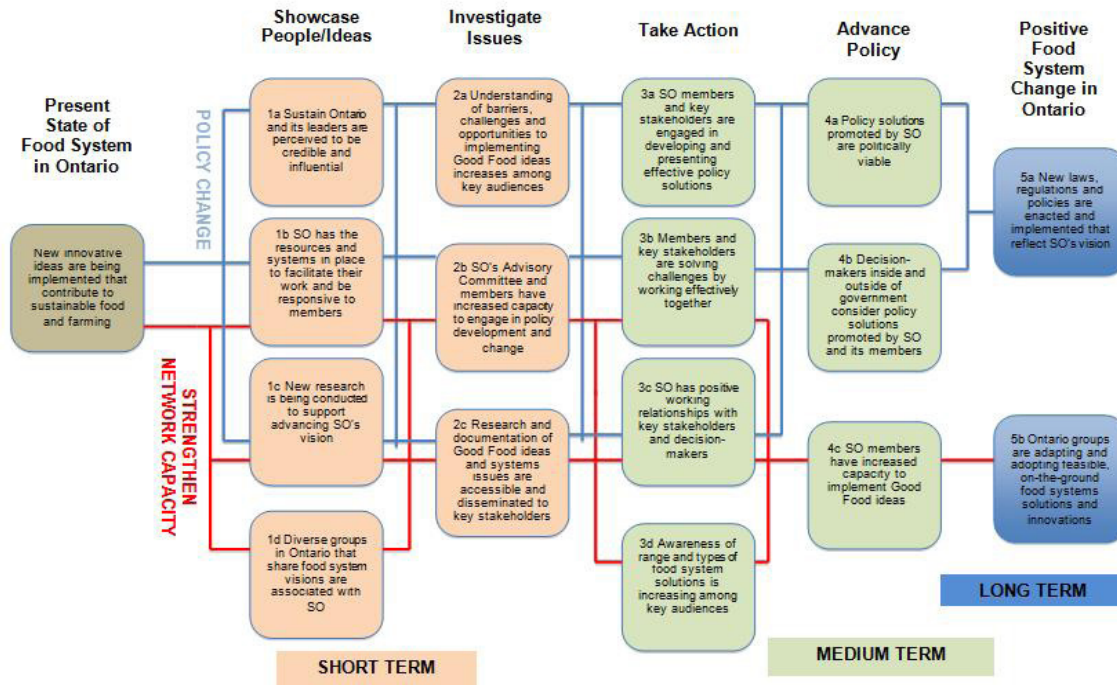 Showcase
People/Ideas
Investigate
Issues
Take Action
Advance
Policy
Positive
Food
System
Change in
Ontario
Present
State of
Food System
in Ontario
POLICY CHANGE
STRENGTHEN
NETWORK CAPACITY
New innovative
ideas are being
implemented that
contribute to
sustainable food
and farming
1a Sustain Ontario
and its leaders are
perceived to be
credible and
influential
1b SO has the
resources and
systems in place
to facilitate their
work and be
responsive to
members
1c New research
is being conducted
to support
advancing SO's
vision
1d Diverse groups
in Ontario that
share food system
visions are
associated with
SO
2a Understanding
of barriers,
challenges and
opportunities to
implementing
Good Food ideas
increases among
key audiences
2b SO's Advisory
Committee and
members have
increased capacity
to engage in policy
development and
change
2c Research and
documentation of
Good Food ideas
and systems
issues are
accessible and
disseminated to
key stakeholders
3a SO members
and key
stakeholders are
engaged in
developing and
presenting
effective policy
solutions
3b Members and
key stakeholders
are solving
challenges by
working effectively
together
3c SO has positive
working
relationships with
key stakeholders
and decision-
makers
3d Awareness of
range and types of
food system
solutions is
increasing among
key audiences
4a Policy solutions
promoted by SO
are politically
viable
4b Decision-
makers inside and
outside of
government
consider policy
solutions
promoted by SO
and its members
4c SO members
have increased
capacity to
implement Good
Food ideas
5a New laws,
regulations and
policies are
enacted and
implemented that
reflect SO's vision
5b Ontario groups
are adapting and
adopting feasible,
on-the-ground
food systems
solutions and
innovations
SHORT TERM
MEDIUM TERM
LONG TERM